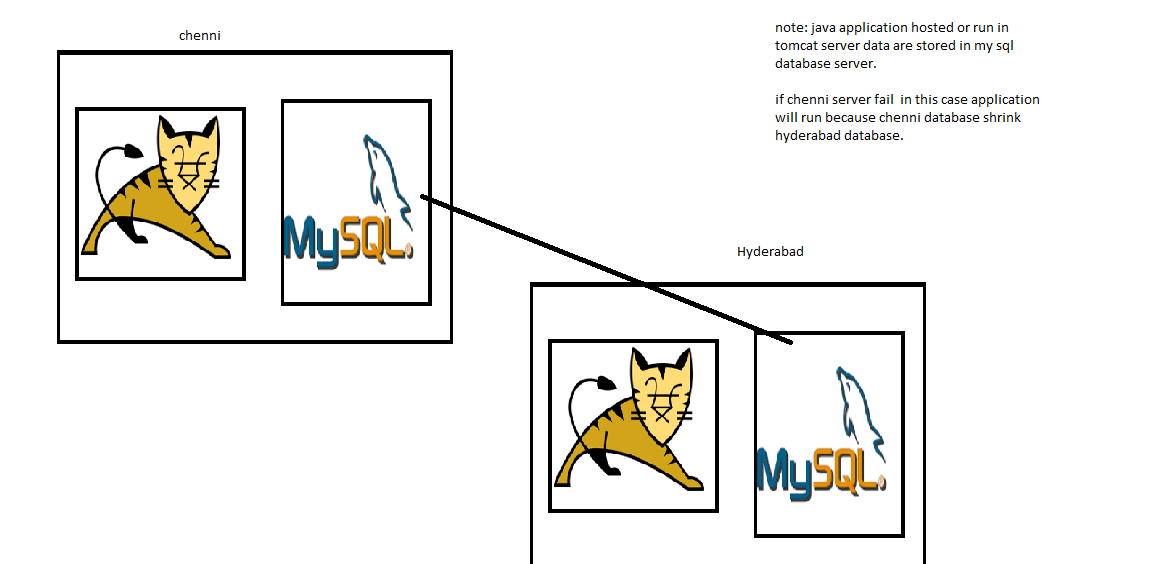 chenni
note: java application hosted or run in
tomcat server data are stored in my sql
database server.
if chenni server fail  in this case application
will run because chenni database shrink
hyderabad database.
MySQL
Hyderabad
MySQL